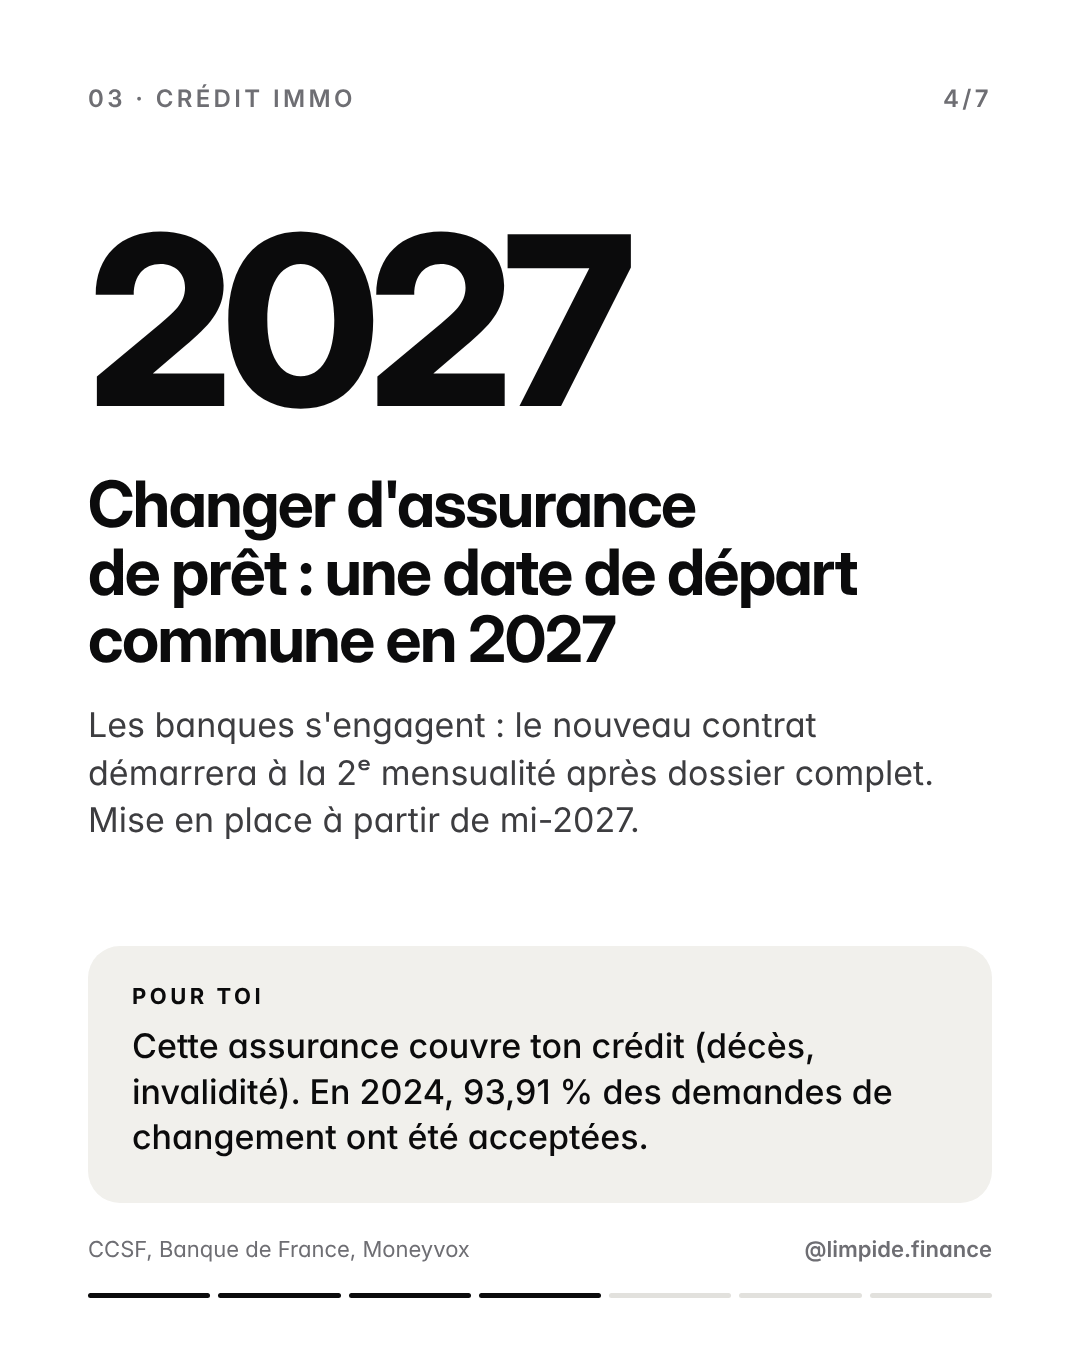 03 · CRÉDIT IMMO
4/7
2027
Changer d'assurance
de prêt : une date de départ
commune en 2027
Les banques s'engagent : le nouveau contrat
démarrera à la 2ᵉ mensualité après dossier complet.
Mise en place à partir de mi-2027.
POUR TOI
Cette assurance couvre ton crédit (décès,
invalidité). En 2024, 93,91 % des demandes de
changement ont été acceptées.
CCSF, Banque de France, Moneyvox
@limpide.finance